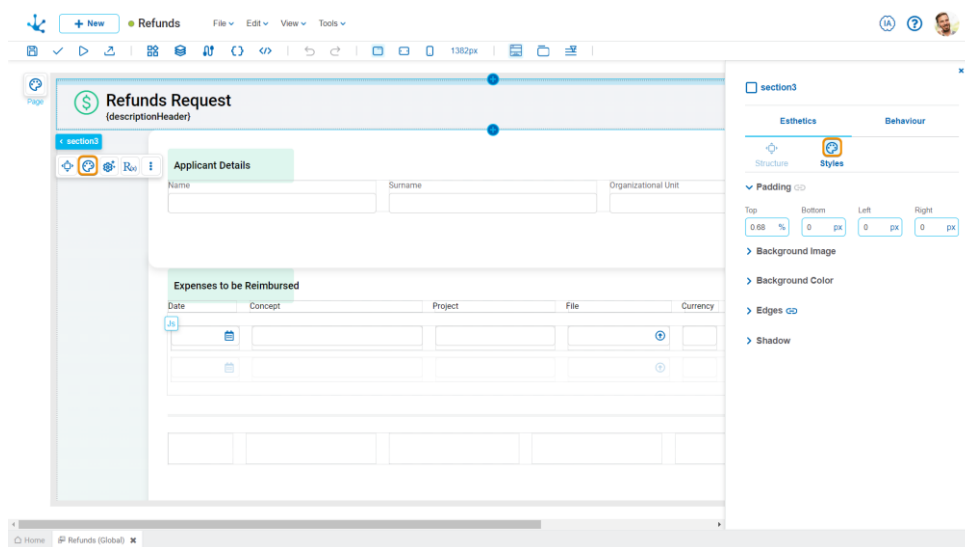 + New
Refunds
File
Edit
View
Tools
IA
?
1382px
Page
$
Refunds Request
{descriptionHeader}
section3
R(x)
Applicant Details
Name
Surname
Organizational Unit
Expenses to be Reimbursed
Date
Concept
Project
File
Currency
Js
section3
Esthetics
Behaviour
Structure
Styles
Padding
Top
Bottom
Left
Right
0.68 %
0 px
0 px
0 px
Background Image
Background Color
Edges
Shadow
Home
Refunds (Global)